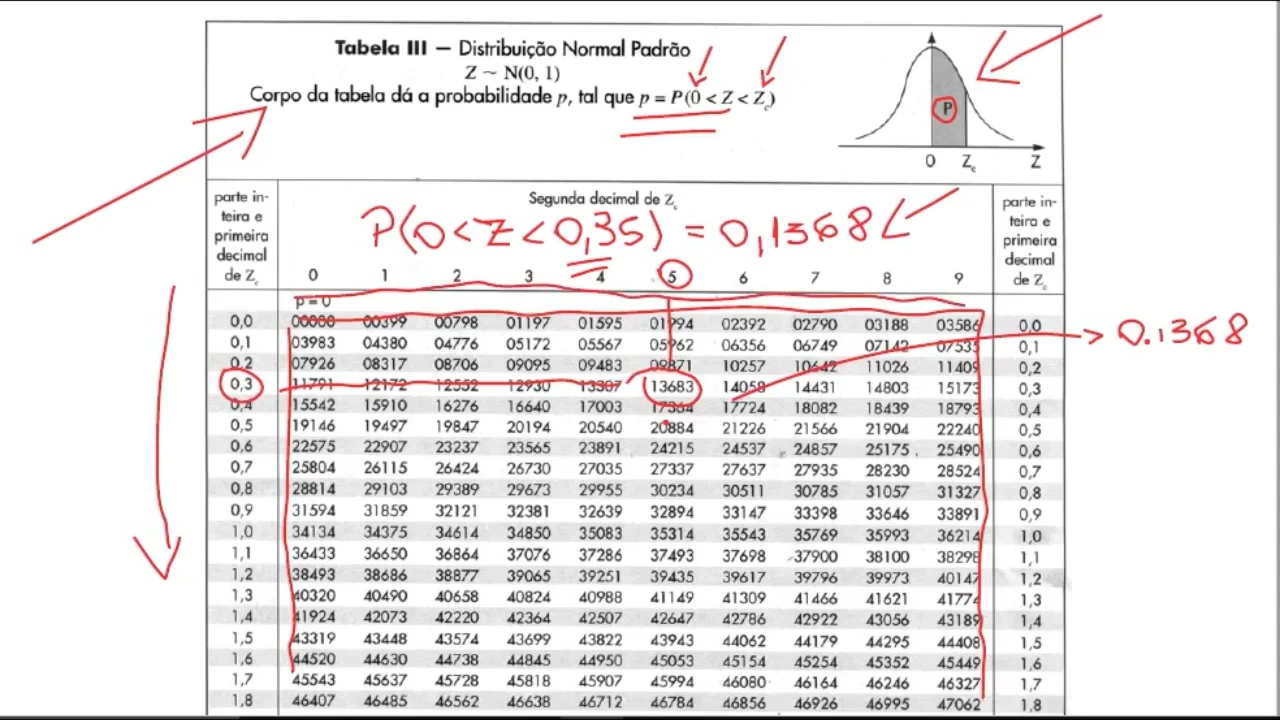 Tabela III — Distribuição Normal Padrão
Z ~ N(0, 1)
Corpo da tabela dá a probabilidade p, tal que p = P(0 < Z < Zc)
P
0 Zc Z
parte in-
teira e
primeira
decimal
de Zc
Segunda decimal de Zc
parte in-
teira e
primeira
decimal
de Zc
P(0<Z<0,35) = 0,1368
0 1 2 3 4 5 6 7 8 9
p = 0
0,0 00000 00399 00798 01197 01595 01994 02392 02790 03188 03586 0,0
0,1 03983 04380 04776 05172 05567 05962 06356 06749 07142 07535 0,1
0.1368
0,2 07926 08317 08706 09095 09483 09871 10257 10642 11026 11409 0,2
0,3 11791 12172 12552 12930 13307 13683 14058 14431 14803 15173 0,3
0,4 15542 15910 16276 16640 17003 17364 17724 18082 18439 18793 0,4
0,5 19146 19497 19847 20194 20540 20884 21226 21566 21904 22240 0,5
0,6 22575 22907 23237 23565 23891 24215 24537 24857 25175 25490 0,6
0,7 25804 26115 26424 26730 27035 27337 27637 27935 28230 28524 0,7
0,8 28814 29103 29389 29673 29955 30234 30511 30785 31057 31327 0,8
0,9 31594 31859 32121 32381 32639 32894 33147 33398 33646 33891 0,9
1,0 34134 34375 34614 34850 35083 35314 35543 35769 35993 36214 1,0
1,1 36433 36650 36864 37076 37286 37493 37698 37900 38100 38298 1,1
1,2 38493 38686 38877 39065 39251 39435 39617 39796 39973 40147 1,2
1,3 40320 40490 40658 40824 40988 41149 41309 41466 41621 41774 1,3
1,4 41924 42073 42220 42364 42507 42647 42786 42922 43056 43189 1,4
1,5 43319 43448 43574 43699 43822 43943 44062 44179 44295 44408 1,5
1,6 44520 44630 44738 44845 44950 45053 45154 45254 45352 45449 1,6
1,7 45543 45637 45728 45818 45907 45994 46080 46164 46246 46327 1,7
1,8 46407 46485 46562 46638 46712 46784 46856 46926 46995 47062 1,8